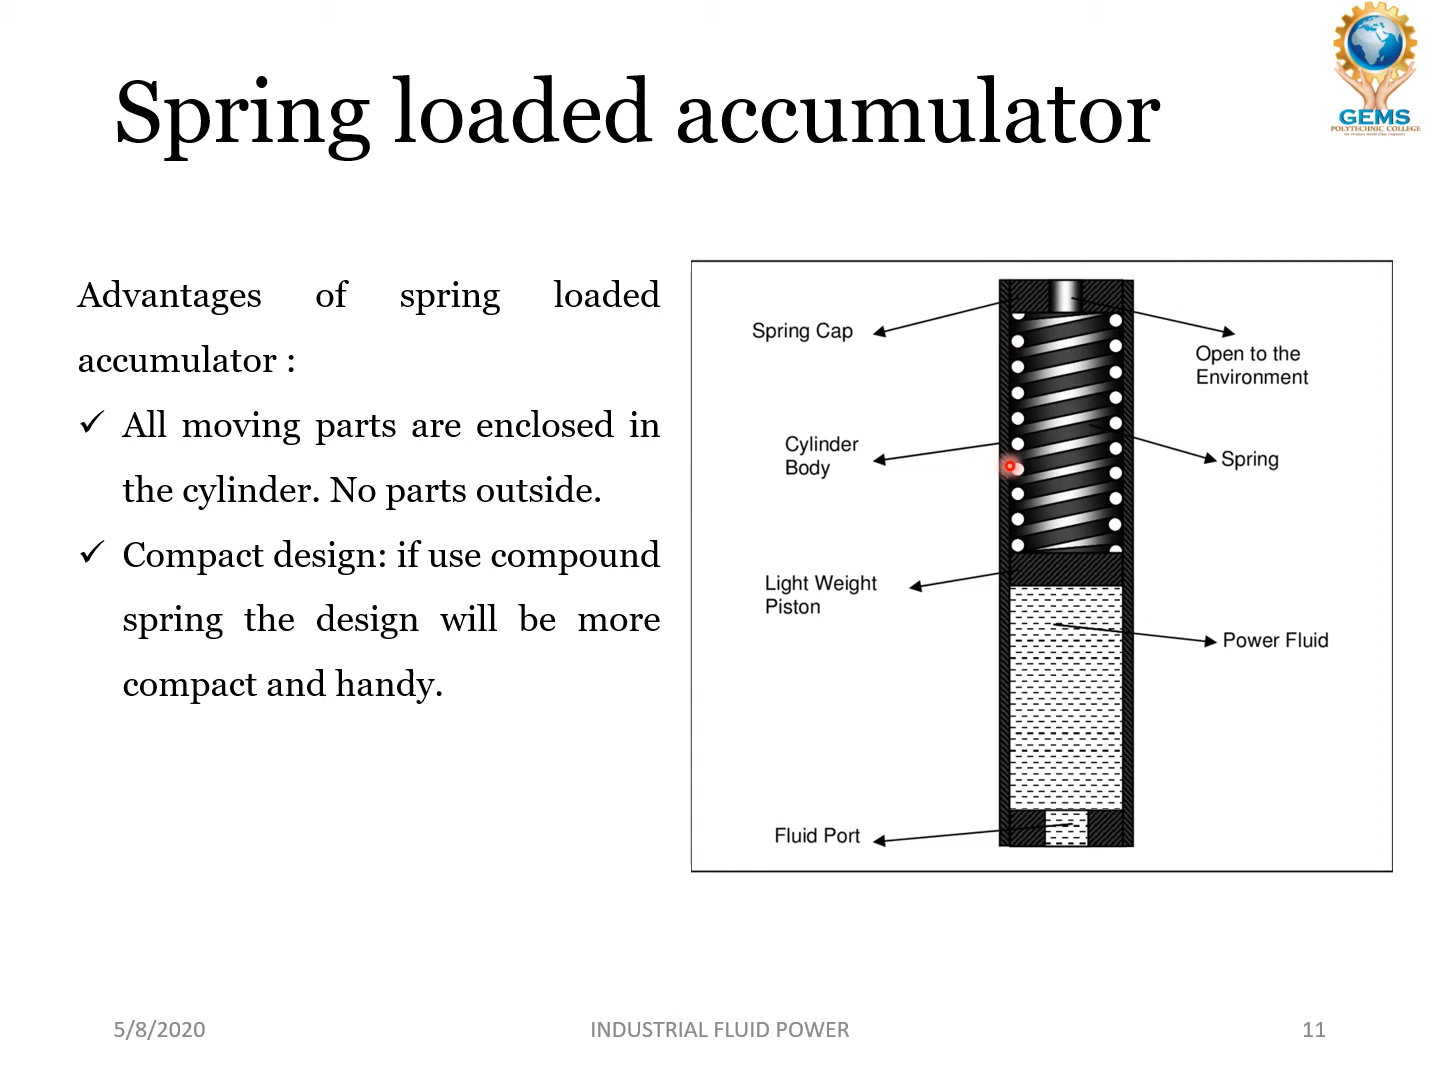 Spring loaded accumulator
GEMS
POLYTECHNIC COLLEGE
Advantages of spring loaded
accumulator :
✓ All moving parts are enclosed in
the cylinder. No parts outside.
✓ Compact design: if use compound
spring the design will be more
compact and handy.
Spring Cap
Open to the
Environment
Cylinder
Body
Spring
Light Weight
Piston
Power Fluid
Fluid Port
5/8/2020
INDUSTRIAL FLUID POWER
11